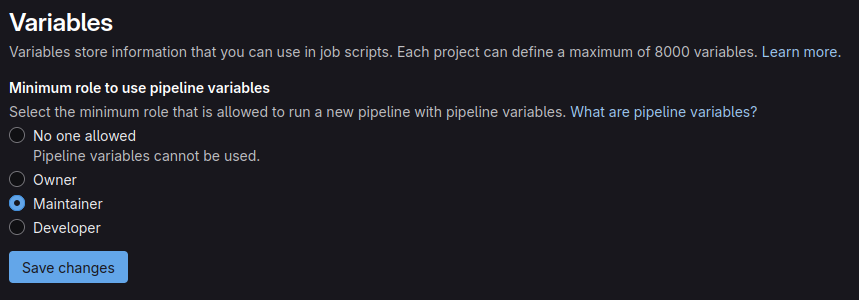 Variables
Variables store information that you can use in job scripts. Each project can define a maximum of 8000 variables. Learn more.
Minimum role to use pipeline variables
Select the minimum role that is allowed to run a new pipeline with pipeline variables. What are pipeline variables?
No one allowed
Pipeline variables cannot be used.
Owner
Maintainer
Developer
Save changes